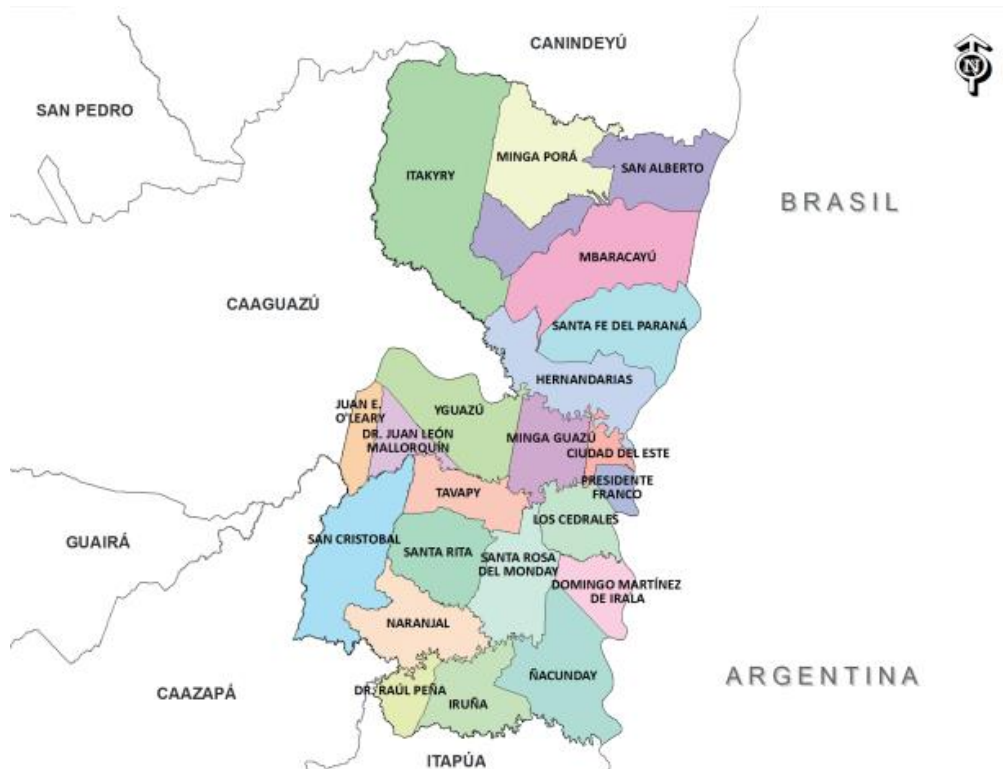 CANINDEYÚ
N
SAN PEDRO
MINGA PORÁ
SAN ALBERTO
ITAKYRY
BRASIL
MBARACAYÚ
CAAGUAZÚ
SANTA FE DEL PARANÁ
HERNANDARIAS
JUAN E.
O'LEARY
YGUAZÚ
DR. JUAN LEÓN
MALLORQUÍN
MINGA GUAZÚ
CIUDAD DEL ESTE
PRESIDENTE
FRANCO
TAVAPY
LOS CEDRALES
GUAIRÁ
SAN CRISTOBAL
SANTA RITA
SANTA ROSA
DEL MONDAY
DOMINGO MARTÍNEZ
DE IRALA
NARANJAL
ÑACUNDAY
ARGENTINA
CAAZAPÁ
DR. RAÚL PEÑA
IRUÑA
ITAPÚA